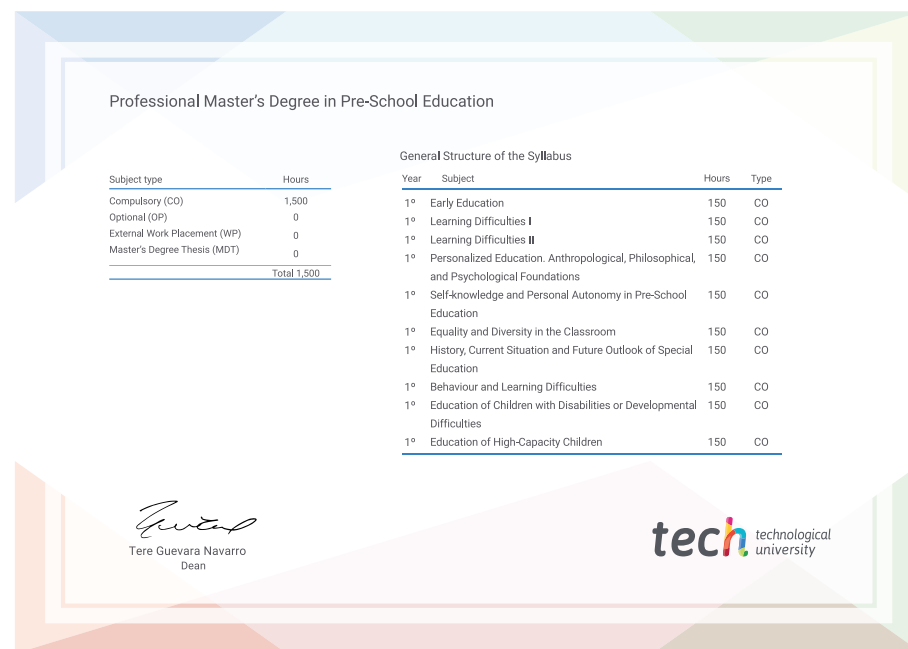 Professional Master's Degree in Pre-School Education
General Structure of the Syllabus
Subject type Hours
Compulsory (CO) 1,500
Optional (OP) 0
External Work Placement (WP) 0
Master's Degree Thesis (MDT) 0
Total 1,500
Year Subject Hours Type
1º Early Education 150 CO
1º Learning Difficulties I 150 CO
1º Learning Difficulties II 150 CO
1º Personalized Education. Anthropological, Philosophical, 150 CO
and Psychological Foundations
1º Self-knowledge and Personal Autonomy in Pre-School 150 CO
Education
1º Equality and Diversity in the Classroom 150 CO
1º History, Current Situation and Future Outlook of Special 150 CO
Education
1º Behaviour and Learning Difficulties 150 CO
1º Education of Children with Disabilities or Developmental 150 CO
Difficulties
1º Education of High-Capacity Children 150 CO
Tere Guevara Navarro
Dean
tech technological
university